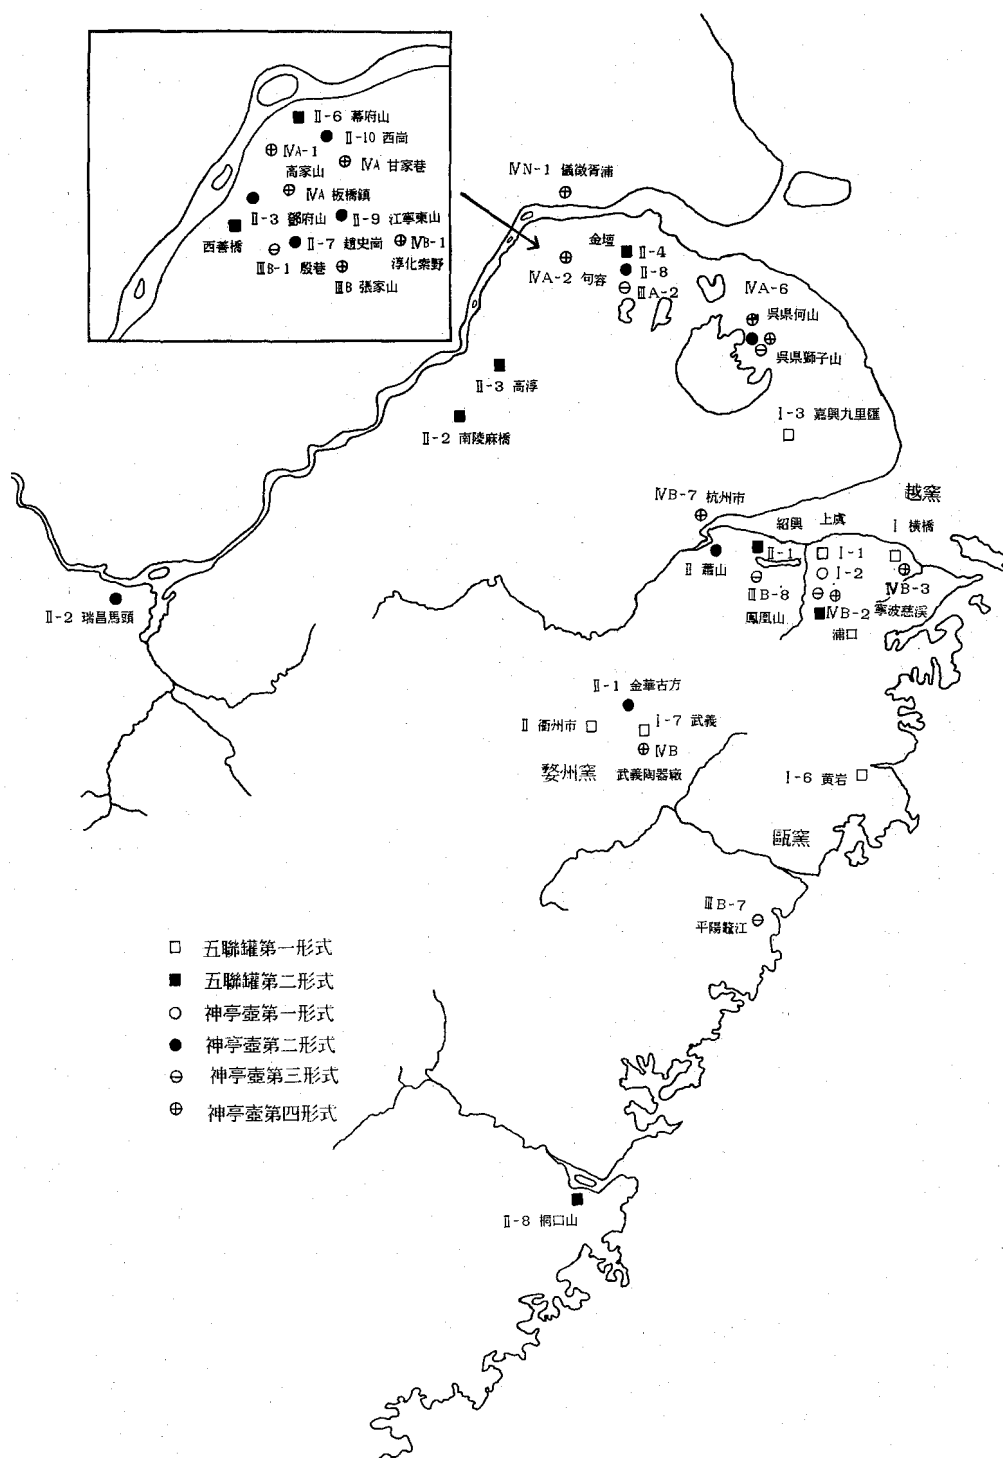 Ⅱ-6 幕府山
Ⅱ-10 西崗
ⅣA-1
高家山
ⅣA 甘家巷
ⅣA 板橋鎮
Ⅱ-3 鄧府山
Ⅱ-9 江寧東山
西善橋
Ⅱ-7 趙史崗
ⅣB-1
淳化索野
ⅢB-1 殷巷
ⅢB 張家山
ⅣN-1 儀徵胥浦
金壇
Ⅱ-4
Ⅱ-8
ⅢA-2
ⅣA-2 句容
ⅣA-6
呉県何山
呉県獅子山
Ⅱ-3 高淳
Ⅱ-2 南陵麻橋
Ⅰ-3 嘉興九里匯
越窯
ⅣB-7 杭州市
紹興
上虞
Ⅰ 横橋
Ⅱ 蕭山
Ⅱ-1
Ⅰ-1
Ⅰ-2
ⅢB-8
鳳凰山
ⅣB-3
寧波慈渓
ⅣB-2
浦口
Ⅱ-2 瑞昌馬頭
Ⅱ-1 金華古方
Ⅱ 衢州市
Ⅰ-7 武義
ⅣB
婺州窯
武義陶器廠
Ⅰ-6 黄岩
甌窯
ⅢB-7
平陽鼇江
□ 五聯罐第一形式
■ 五聯罐第二形式
○ 神亭壺第一形式
● 神亭壺第二形式
⊖ 神亭壺第三形式
⊕ 神亭壺第四形式
Ⅱ-8 桐口山